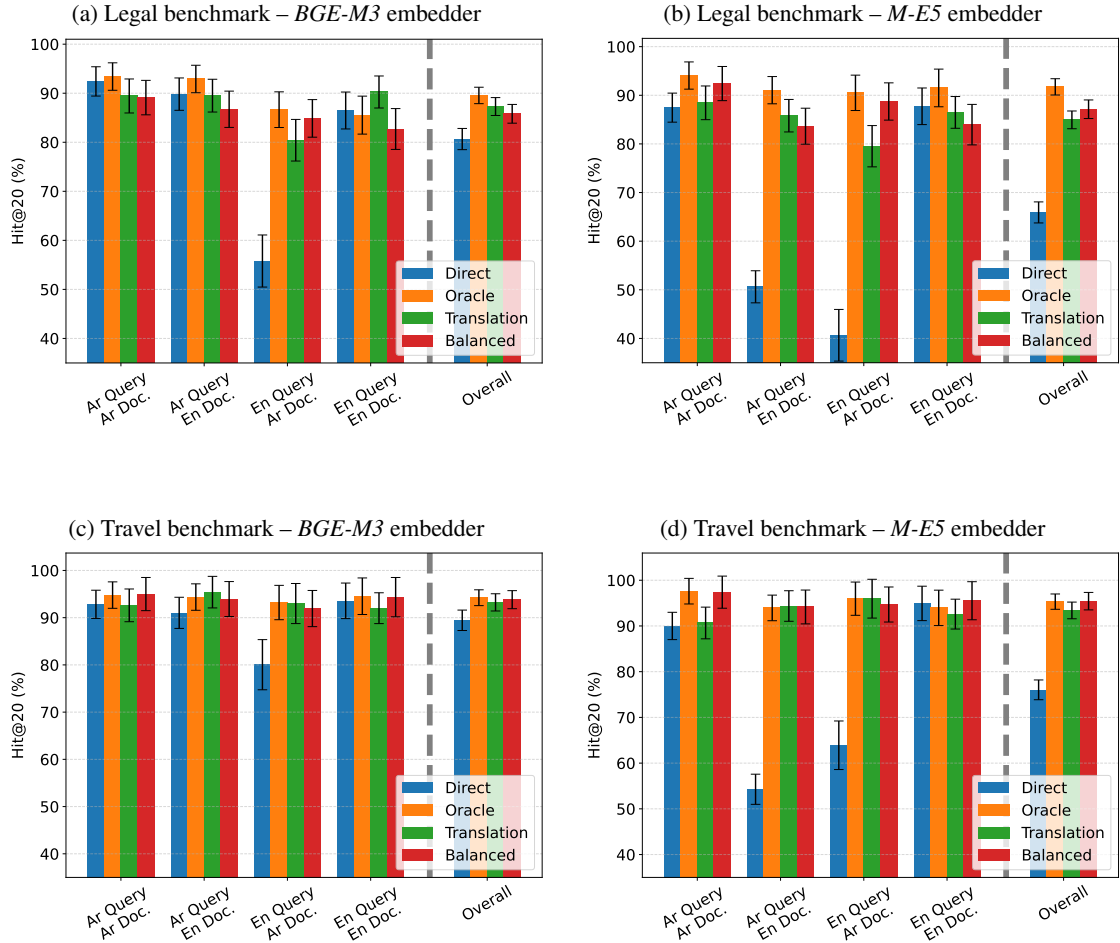 (a) Legal benchmark – BGE-M3 embedder
100
90
80
70
60
50
40
Hit@20 (%)
Direct
Oracle
Translation
Balanced
Ar Query
Ar Doc.
Ar Query
En Doc.
En Query
Ar Doc.
En Query
En Doc.
Overall
(b) Legal benchmark – M-E5 embedder
100
90
80
70
60
50
40
Hit@20 (%)
Direct
Oracle
Translation
Balanced
Ar Query
Ar Doc.
Ar Query
En Doc.
En Query
Ar Doc.
En Query
En Doc.
Overall
(c) Travel benchmark – BGE-M3 embedder
100
90
80
70
60
50
40
Hit@20 (%)
Direct
Oracle
Translation
Balanced
Ar Query
Ar Doc.
Ar Query
En Doc.
En Query
Ar Doc.
En Query
En Doc.
Overall
(d) Travel benchmark – M-E5 embedder
100
90
80
70
60
50
40
Hit@20 (%)
Direct
Oracle
Translation
Balanced
Ar Query
Ar Doc.
Ar Query
En Doc.
En Query
Ar Doc.
En Query
En Doc.
Overall